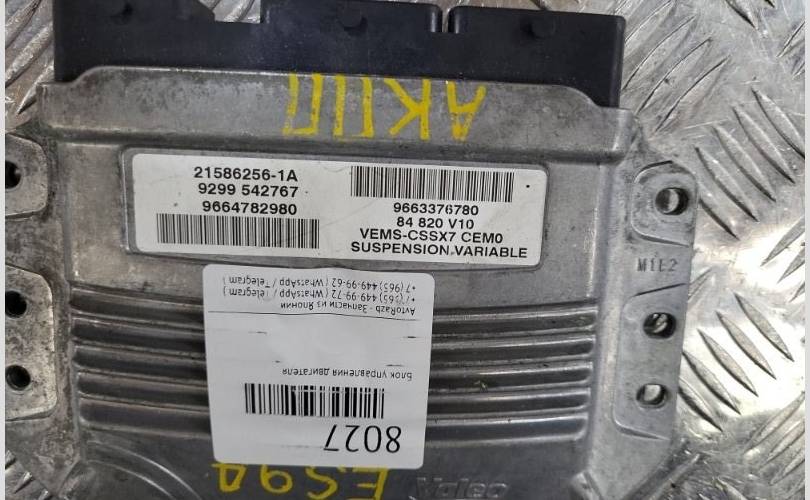 АКПП
21586256-1A
9299 542767
9664782980
9663376780
84 820 V10
VEMS-CSSX7 CEM0
SUSPENSION VARIABLE
M1E2
8027
блок управления двигателя
AvtoRazb - Запчасти из Японии
+7(965) 449-99-72 ( WhatsApp / Telegram )
+7(965) 449-99-62 ( WhatsApp / Telegram )
ES9A
Valeo